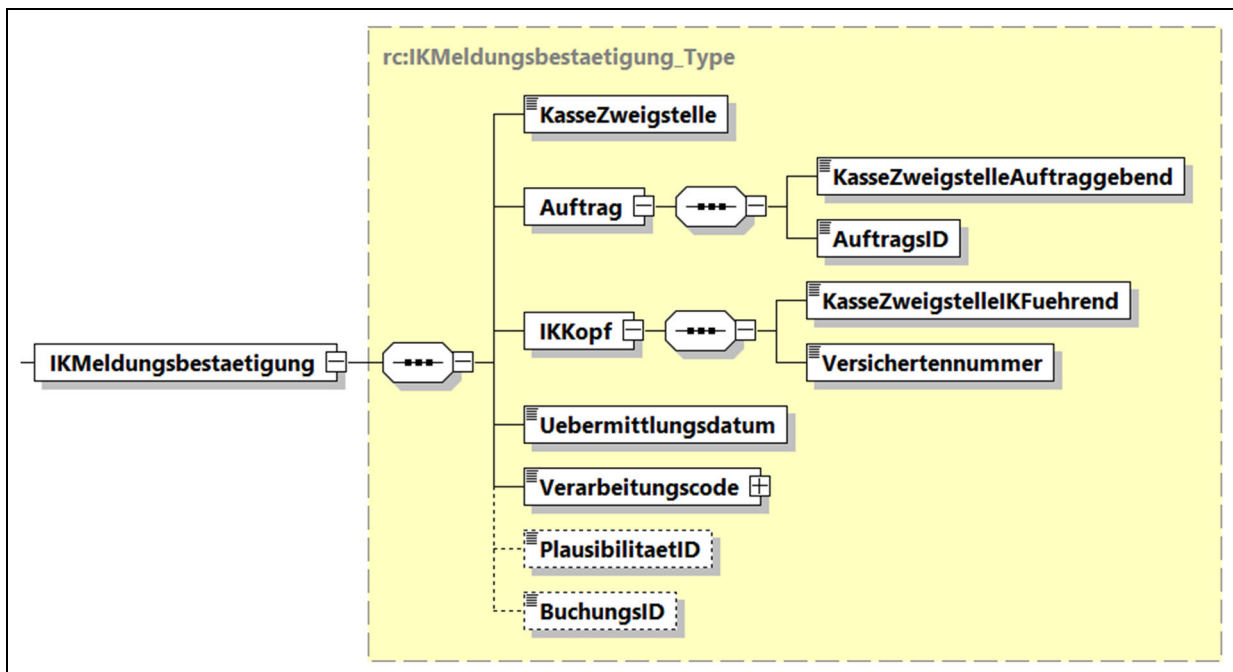 rc:IKMeldungsbestaetigung_Type
KasseZweigstelle
KasseZweigstelleAuftraggebend
Auftrag
AuftragsID
KasseZweigstelleIKFuehrend
IKKopf
IKMeldungsbestaetigung
Versichertennummer
Uebermittlungsdatum
Verarbeitungscode
PlausibilitaetID
BuchungsID